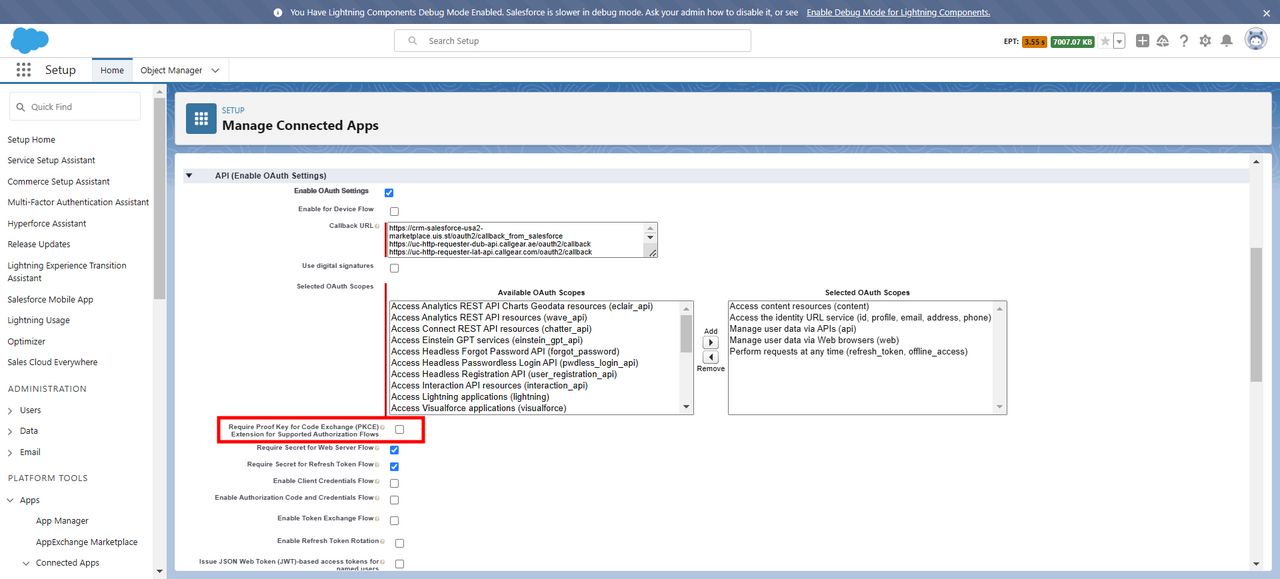 You Have Lightning Components Debug Mode Enabled. Salesforce is slower in debug mode. Ask your admin how to disable it, or see Enable Debug Mode for Lightning Components.
Search Setup
EPT: 3.55 s 7007.07 KB
Setup
Home
Object Manager
Quick Find
Setup Home
Service Setup Assistant
Commerce Setup Assistant
Multi-Factor Authentication Assistant
Hyperforce Assistant
Release Updates
Lightning Experience Transition
Assistant
Salesforce Mobile App
Lightning Usage
Optimizer
Sales Cloud Everywhere
ADMINISTRATION
Users
Data
Email
PLATFORM TOOLS
Apps
App Manager
AppExchange Marketplace
Connected Apps
SETUP
Manage Connected Apps
API (Enable OAuth Settings)
Enable OAuth Settings
Enable for Device Flow
Callback URL
https://crm-salesforce-usa2-
marketplace.uis.st/oauth2/callback_from_salesforce
https://uc-http-requester-dub-api.callgear.ae/oauth2/callback
https://uc-http-requester-lat-api.callgear.com/oauth2/callback
Use digital signatures
Selected OAuth Scopes
Available OAuth Scopes
Access Analytics REST API Charts Geodata resources (eclair_api)
Access Analytics REST API resources (wave_api)
Access Connect REST API resources (chatter_api)
Access Einstein GPT services (einstein_gpt_api)
Access Headless Forgot Password API (forgot_password)
Access Headless Passwordless Login API (pwdless_login_api)
Access Headless Registration API (user_registration_api)
Access Interaction API resources (interaction_api)
Access Lightning applications (lightning)
Access Visualforce applications (visualforce)
Add
Remove
Selected OAuth Scopes
Access content resources (content)
Access the identity URL service (id, profile, email, address, phone)
Manage user data via APIs (api)
Manage user data via Web browsers (web)
Perform requests at any time (refresh_token, offline_access)
Require Proof Key for Code Exchange (PKCE)
Extension for Supported Authorization Flows
Require Secret for Web Server Flow
Require Secret for Refresh Token Flow
Enable Client Credentials Flow
Enable Authorization Code and Credentials Flow
Enable Token Exchange Flow
Enable Refresh Token Rotation
Issue JSON Web Token (JWT)-based access tokens for
named users